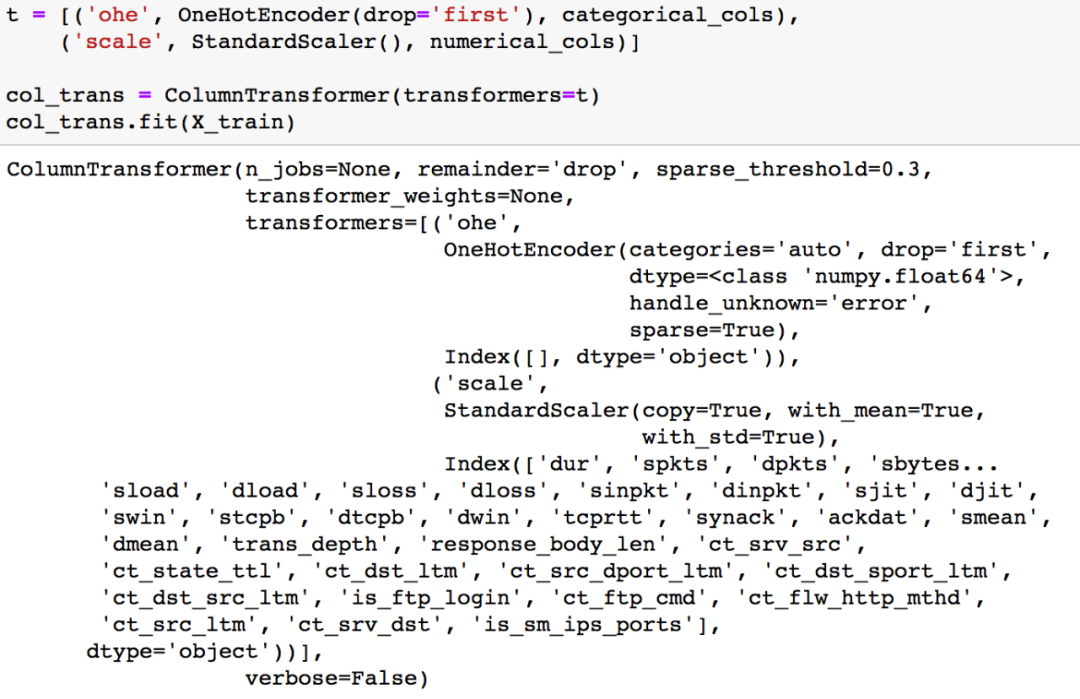 t = [('ohe', OneHotEncoder(drop='first'), categorical_cols),
    ('scale', StandardScaler(), numerical_cols)]

col_trans = ColumnTransformer(transformers=t)
col_trans.fit(X_train)

ColumnTransformer(n_jobs=None, remainder='drop', sparse_threshold=0.3,
                  transformer_weights=None,
                  transformers=[('ohe',
                                 OneHotEncoder(categories='auto', drop='first',
                                               dtype=<class 'numpy.float64'>,
                                               handle_unknown='error',
                                               sparse=True),
                                 Index([], dtype='object')),
                                ('scale',
                                 StandardScaler(copy=True, with_mean=True,
                                                with_std=True),
                                 Index(['dur', 'spkts', 'dpkts', 'sbytes...
       'sload', 'dload', 'sloss', 'dloss', 'sinpkt', 'dinpkt', 'sjit', 'djit',
       'swin', 'stcpb', 'dtcpb', 'dwin', 'tcprtt', 'synack', 'ackdat', 'smean',
       'dmean', 'trans_depth', 'response_body_len', 'ct_srv_src',
       'ct_state_ttl', 'ct_dst_ltm', 'ct_src_dport_ltm', 'ct_dst_sport_ltm',
       'ct_dst_src_ltm', 'is_ftp_login', 'ct_ftp_cmd', 'ct_flw_http_mthd',
       'ct_src_ltm', 'ct_srv_dst', 'is_sm_ips_ports'],
      dtype='object'))],
                  verbose=False)